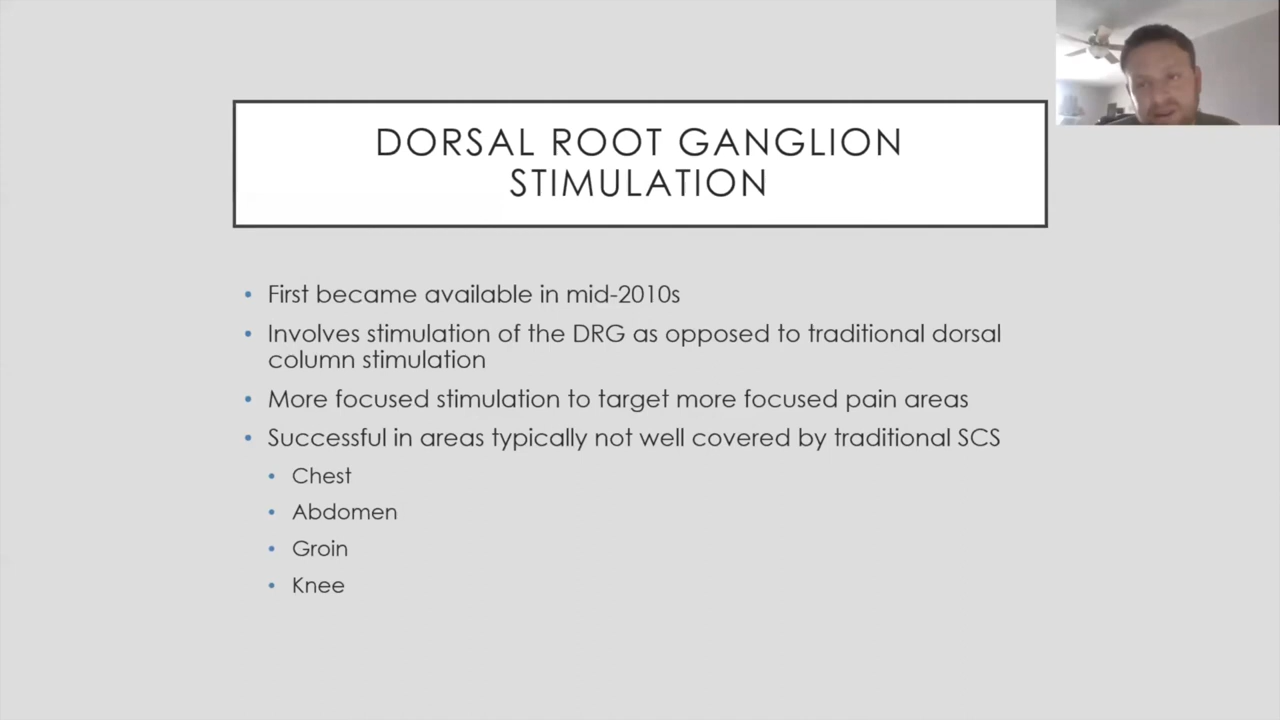 DORSAL ROOT GANGLION
STIMULATION
• First became available in mid-2010s
• Involves stimulation of the DRG as opposed to traditional dorsal
column stimulation
• More focused stimulation to target more focused pain areas
• Successful in areas typically not well covered by traditional SCS
• Chest
• Abdomen
• Groin
• Knee